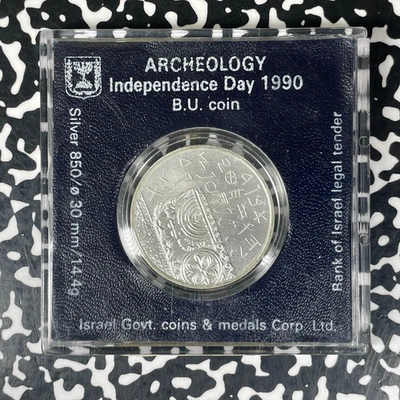 ARCHEOLOGY
Independence Day 1990
B.U. coin
Silver 850/ø 30 mm/14.4g
Bank of Israel legal tender
Israel Govt. coins & medals Corp. Ltd.